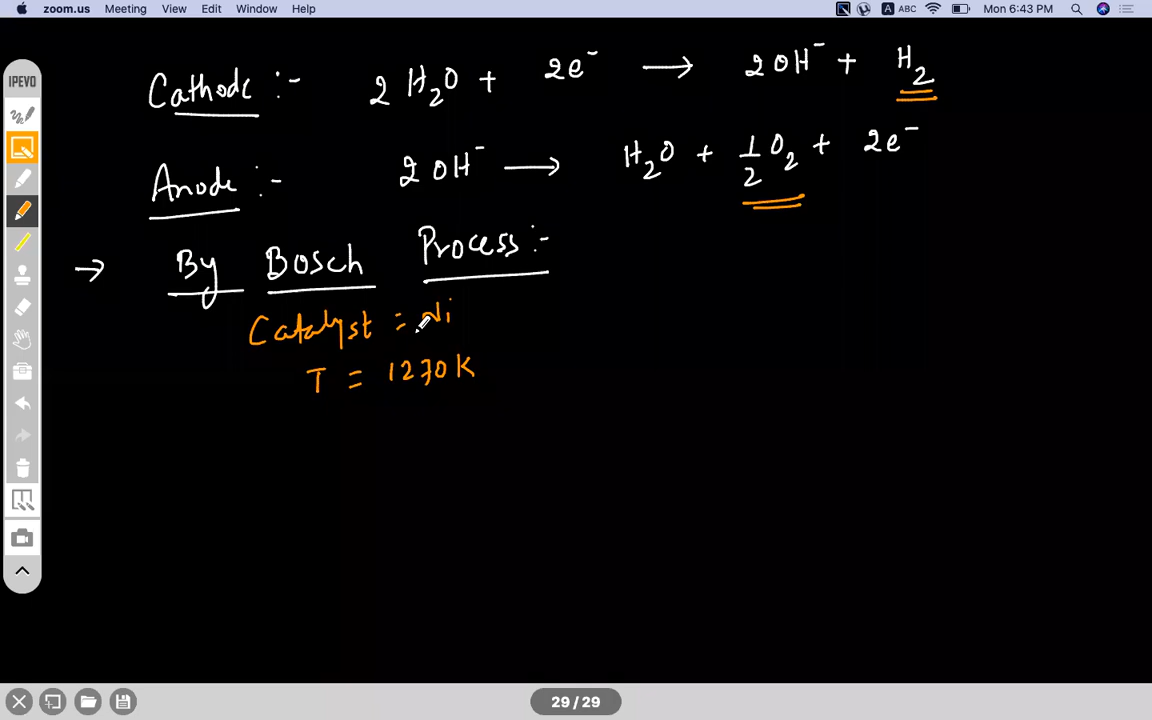 zoom.us Meeting View Edit Window Help A ABC Mon 6:43 PM
IPEVO
Cathode :- 2 H₂O + 2e⁻ → 2OH⁻ + H₂
Anode :- 2OH⁻ → H₂O + 1/2 O₂ + 2e⁻
→ By Bosch Process :-
Catalyst = Ni
T = 1270 K
29 / 29